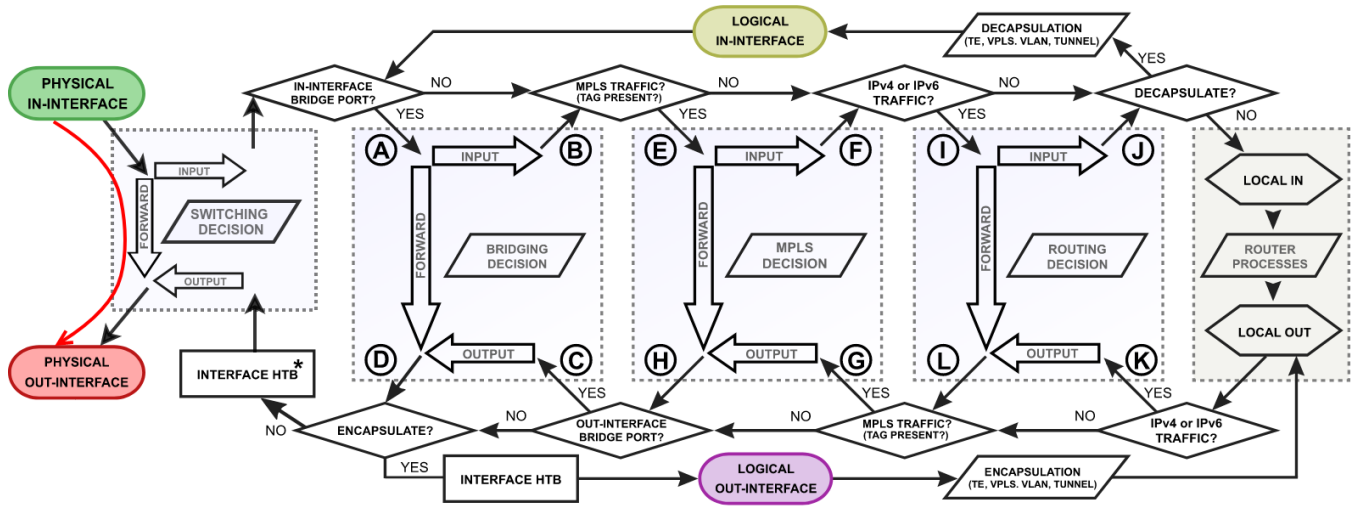 LOGICAL
IN-INTERFACE
DECAPSULATION
(TE, VPLS. VLAN, TUNNEL)
YES
PHYSICAL
IN-INTERFACE
IN-INTERFACE
BRIDGE PORT?
NO
YES
MPLS TRAFFIC?
(TAG PRESENT?)
NO
YES
IPv4 or IPv6
TRAFFIC?
NO
YES
DECAPSULATE?
NO
INPUT
FORWARD
SWITCHING
DECISION
OUTPUT
A
INPUT
B
FORWARD
BRIDGING
DECISION
D
OUTPUT
C
E
INPUT
F
FORWARD
MPLS
DECISION
H
OUTPUT
G
I
INPUT
J
FORWARD
ROUTING
DECISION
L
OUTPUT
K
LOCAL IN
ROUTER
PROCESSES
LOCAL OUT
PHYSICAL
OUT-INTERFACE
INTERFACE HTB*
NO
ENCAPSULATE?
NO
YES
OUT-INTERFACE
BRIDGE PORT?
NO
YES
MPLS TRAFFIC?
(TAG PRESENT?)
NO
YES
IPv4 or IPv6
TRAFFIC?
YES
INTERFACE HTB
LOGICAL
OUT-INTERFACE
ENCAPSULATION
(TE, VPLS. VLAN, TUNNEL)